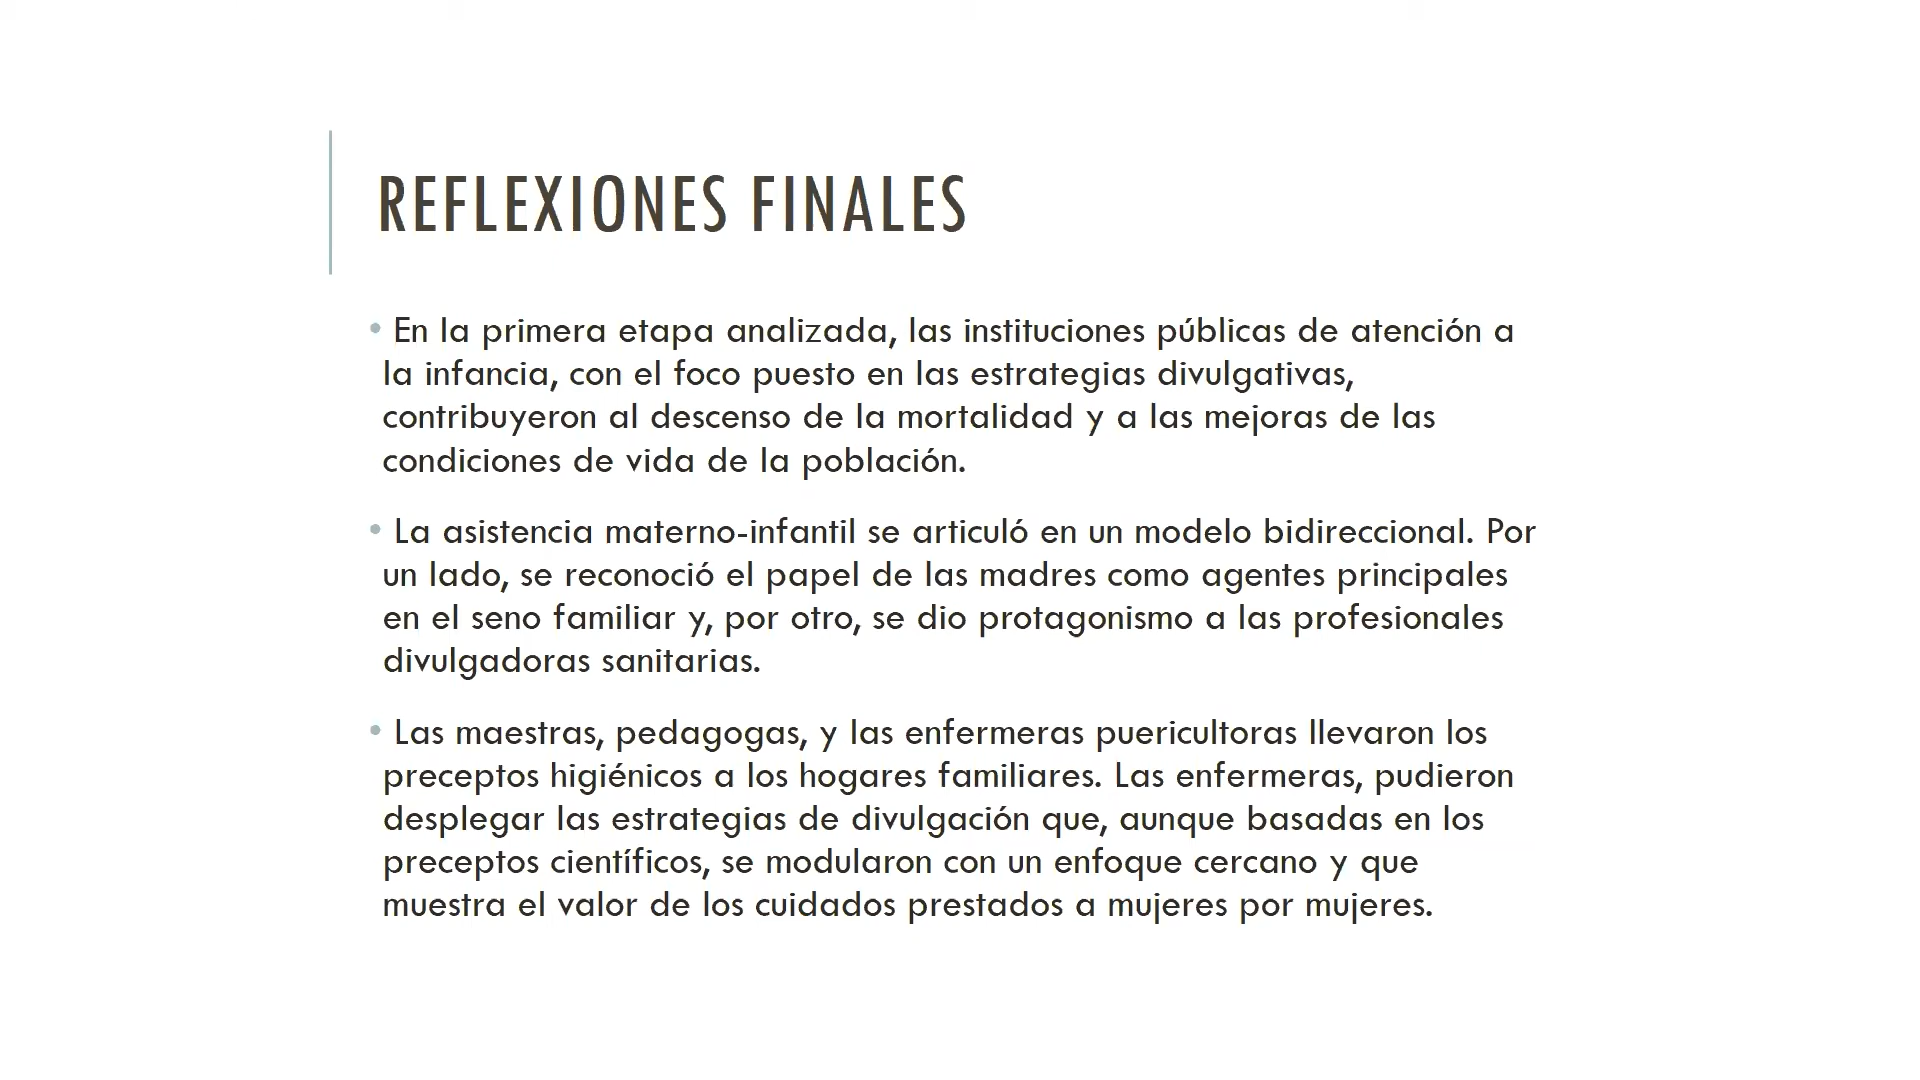 REFLEXIONES FINALES
• En la primera etapa analizada, las instituciones públicas de atención a
la infancia, con el foco puesto en las estrategias divulgativas,
contribuyeron al descenso de la mortalidad y a las mejoras de las
condiciones de vida de la población.
• La asistencia materno-infantil se articuló en un modelo bidireccional. Por
un lado, se reconoció el papel de las madres como agentes principales
en el seno familiar y, por otro, se dio protagonismo a las profesionales
divulgadoras sanitarias.
• Las maestras, pedagogas, y las enfermeras puericultoras llevaron los
preceptos higiénicos a los hogares familiares. Las enfermeras, pudieron
desplegar las estrategias de divulgación que, aunque basadas en los
preceptos científicos, se modularon con un enfoque cercano y que
muestra el valor de los cuidados prestados a mujeres por mujeres.